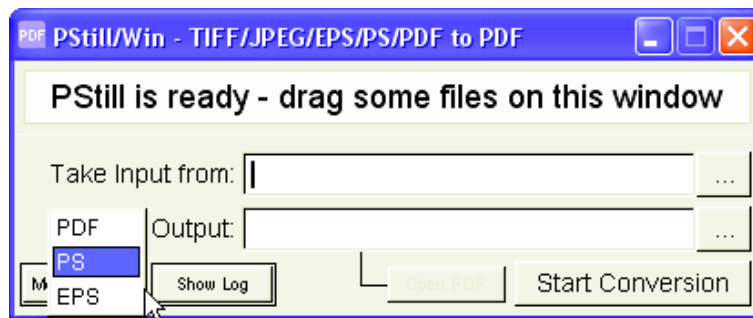 PDF PStill/Win - TIFF/JPEG/EPS/PS/PDF to PDF
PStill is ready - drag some files on this window
Take Input from:
...
PDF
Output:
...
PS
M
Show Log
Open PDF
Start Conversion
EPS